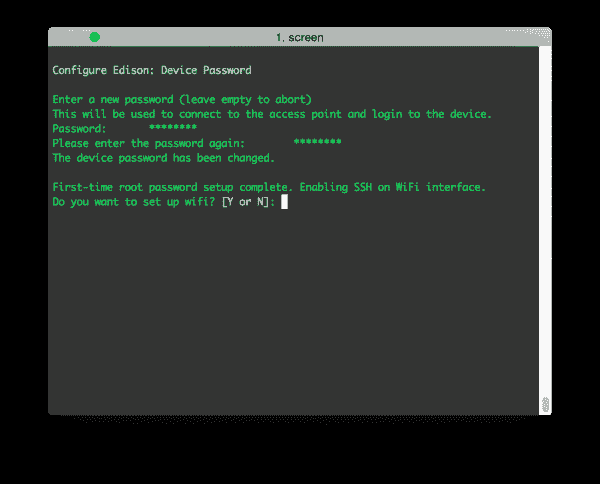 1. screen
Configure Edison: Device Password
Enter a new password (leave empty to abort)
This will be used to connect to the access point and login to the device.
Password: ********
Please enter the password again: ********
The device password has been changed.
First-time root password setup complete. Enabling SSH on WiFi interface.
Do you want to set up wifi? [Y or N]: